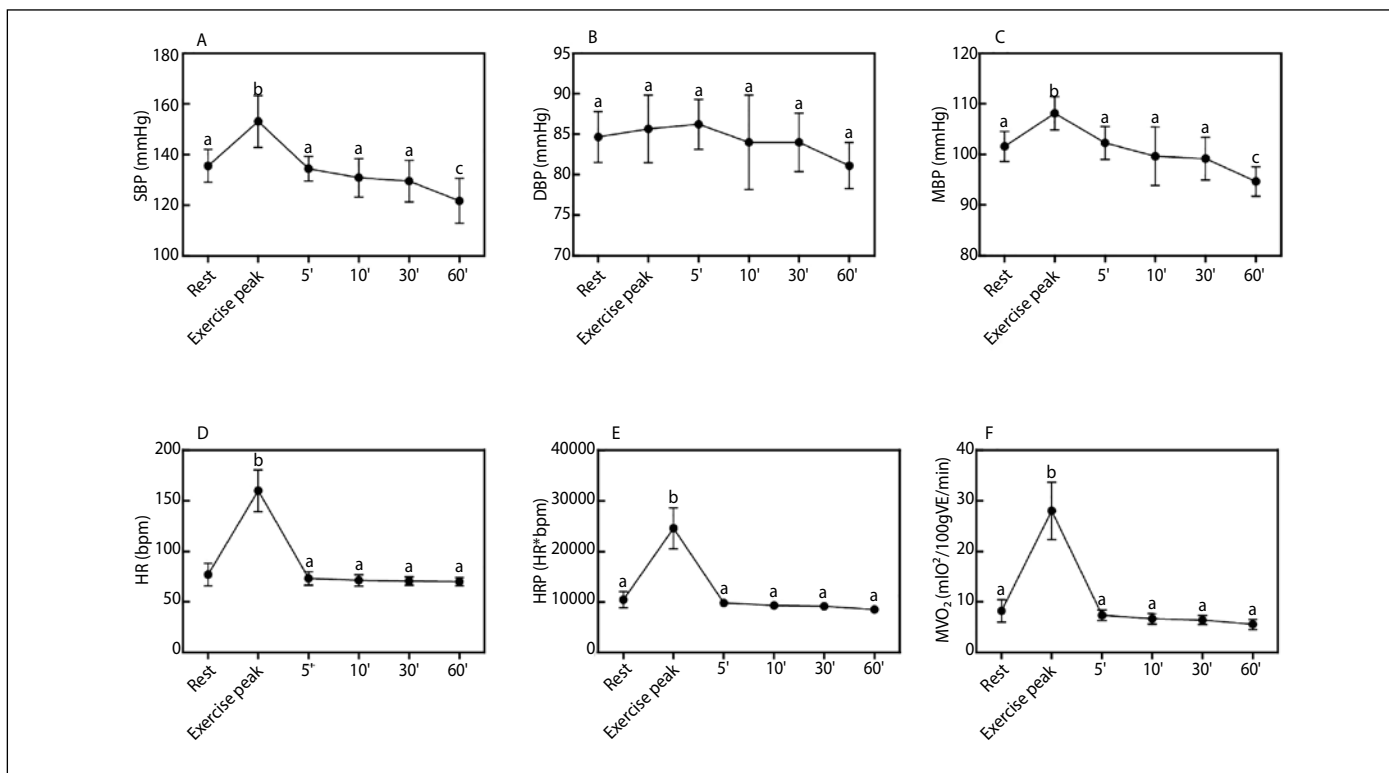 A
SBP (mmHg)
180
160
140
120
100
a
b
a
a
a
c
Rest
Exercise peak
5'
10'
30'
60'
B
DBP (mmHg)
95
90
85
80
75
70
a
a
a
a
a
a
Rest
Exercise peak
5'
10'
30'
60'
C
MBP (mmHg)
120
110
100
90
80
a
b
a
a
a
c
Rest
Exercise peak
5'
10'
30'
60'
D
HR (bpm)
200
150
100
50
0
b
a
a
a
a
Rest
Exercise peak
5'
10'
30'
60'
E
HRP (HR*bpm)
40000
30000
20000
10000
0
a
b
a
a
a
a
Rest
Exercise peak
5'
10'
30'
60'
F
MVO₂ (mlO²/100gVE/min)
40
30
20
10
0
a
b
a
a
a
a
Rest
Exercise peak
5'
10'
30'
60'